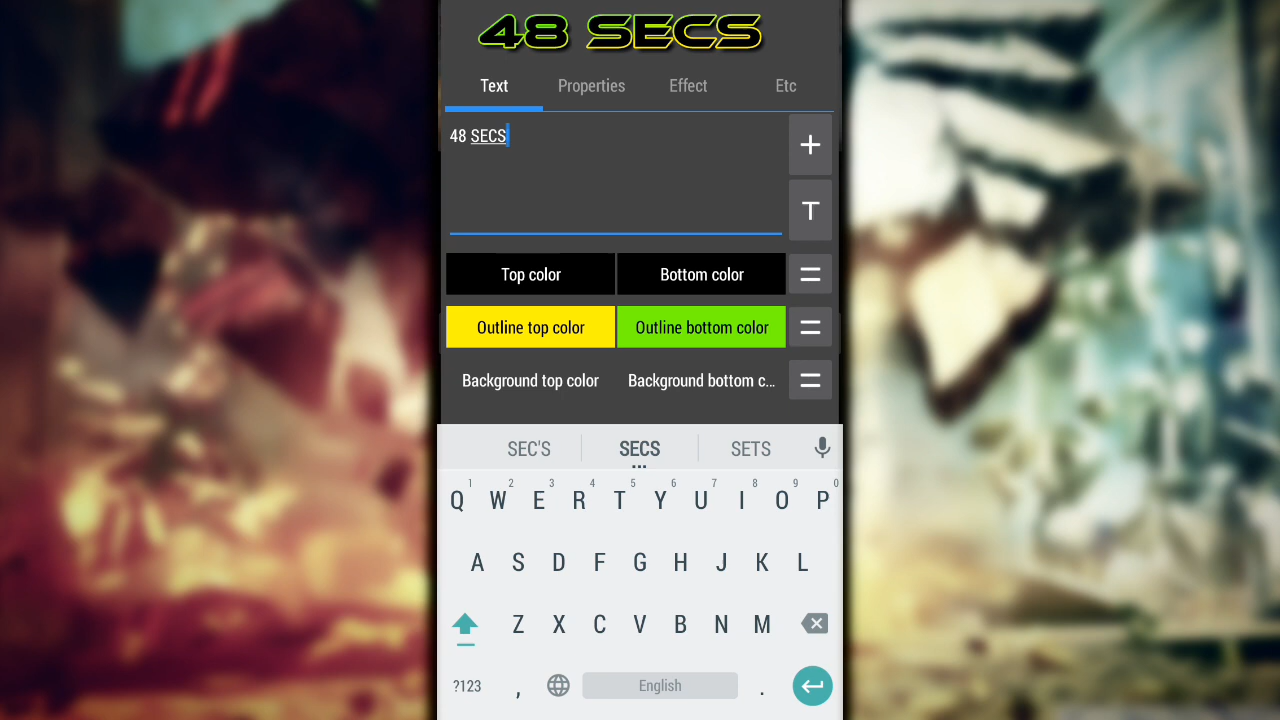 48 SECS
Text Properties Effect Etc
48 SECS
+
T
Top color Bottom color =
Outline top color Outline bottom color =
Background top color Background bottom c... =
SEC'S SECS SETS
1 2 3 4 5 6 7 8 9 0
Q W E R T Y U I O P
A S D F G H J K L
Z X C V B N M
?123 , English .